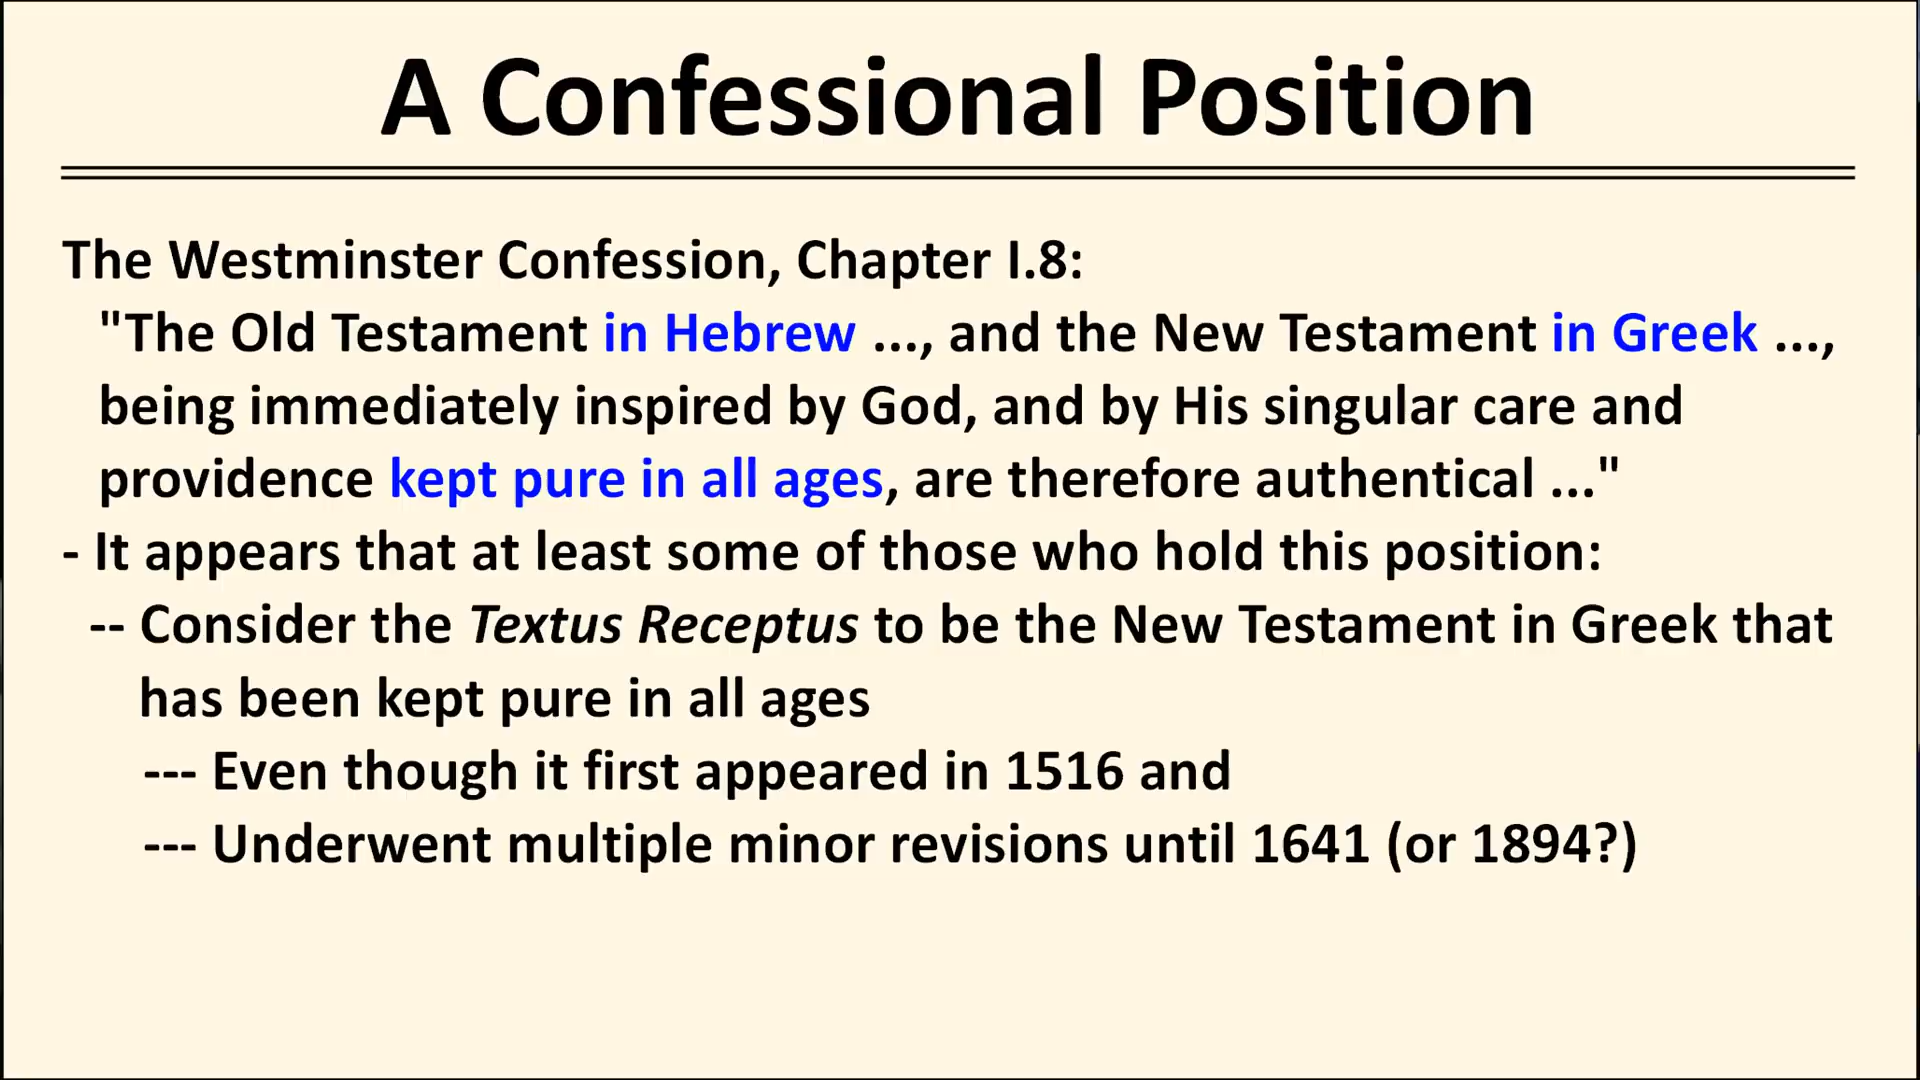 A Confessional Position
The Westminster Confession, Chapter I.8:
"The Old Testament in Hebrew ..., and the New Testament in Greek ...,
being immediately inspired by God, and by His singular care and
providence kept pure in all ages, are therefore authentical ..."
- It appears that at least some of those who hold this position:
-- Consider the Textus Receptus to be the New Testament in Greek that
has been kept pure in all ages
--- Even though it first appeared in 1516 and
--- Underwent multiple minor revisions until 1641 (or 1894?)